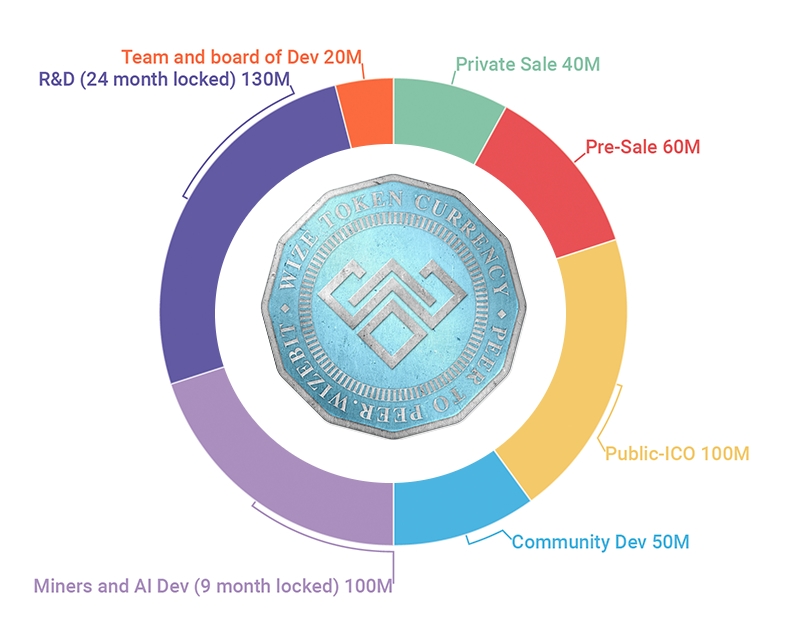 Team and board of Dev 20M
R&D (24 month locked) 130M
Private Sale 40M
Pre-Sale 60M
WIZE TOKEN CURRENCY
PEER TO PEER.WIZEBIT
Public-ICO 100M
Community Dev 50M
Miners and AI Dev (9 month locked) 100M